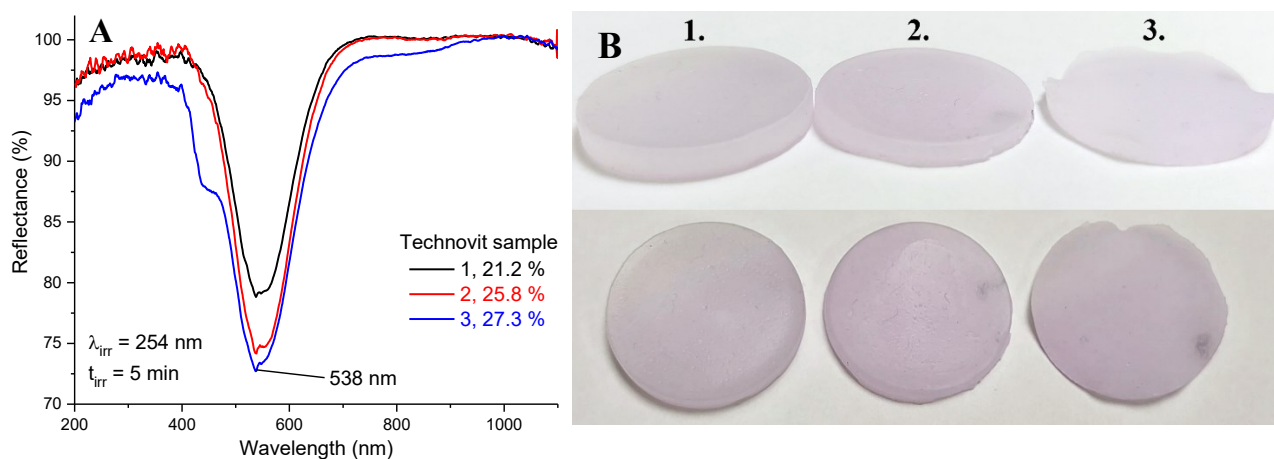 A
100
95
90
85
80
75
70
Reflectance (%)
Technovit sample
1, 21.2 %
2, 25.8 %
3, 27.3 %
λirr = 254 nm
tirr = 5 min
538 nm
200
400
600
800
1000
Wavelength (nm)
B
1.
2.
3.